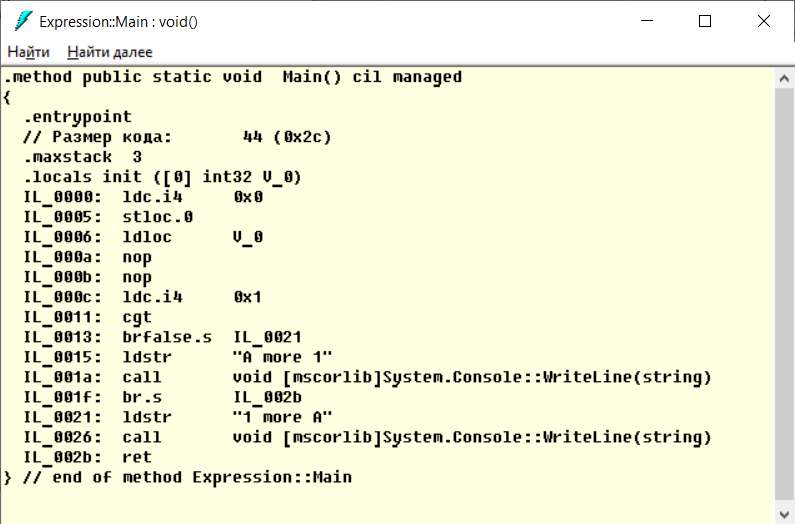 Expression::Main : void()
Найти Найти далее
.method public static void  Main() cil managed
{
  .entrypoint
  // Размер кода:       44 (0x2c)
  .maxstack  3
  .locals init ([0] int32 V_0)
  IL_0000:  ldc.i4     0x0
  IL_0005:  stloc.0
  IL_0006:  ldloc      V_0
  IL_000a:  nop
  IL_000b:  nop
  IL_000c:  ldc.i4     0x1
  IL_0011:  cgt
  IL_0013:  brfalse.s  IL_0021
  IL_0015:  ldstr      "A more 1"
  IL_001a:  call       void [mscorlib]System.Console::WriteLine(string)
  IL_001f:  br.s       IL_002b
  IL_0021:  ldstr      "1 more A"
  IL_0026:  call       void [mscorlib]System.Console::WriteLine(string)
  IL_002b:  ret
} // end of method Expression::Main